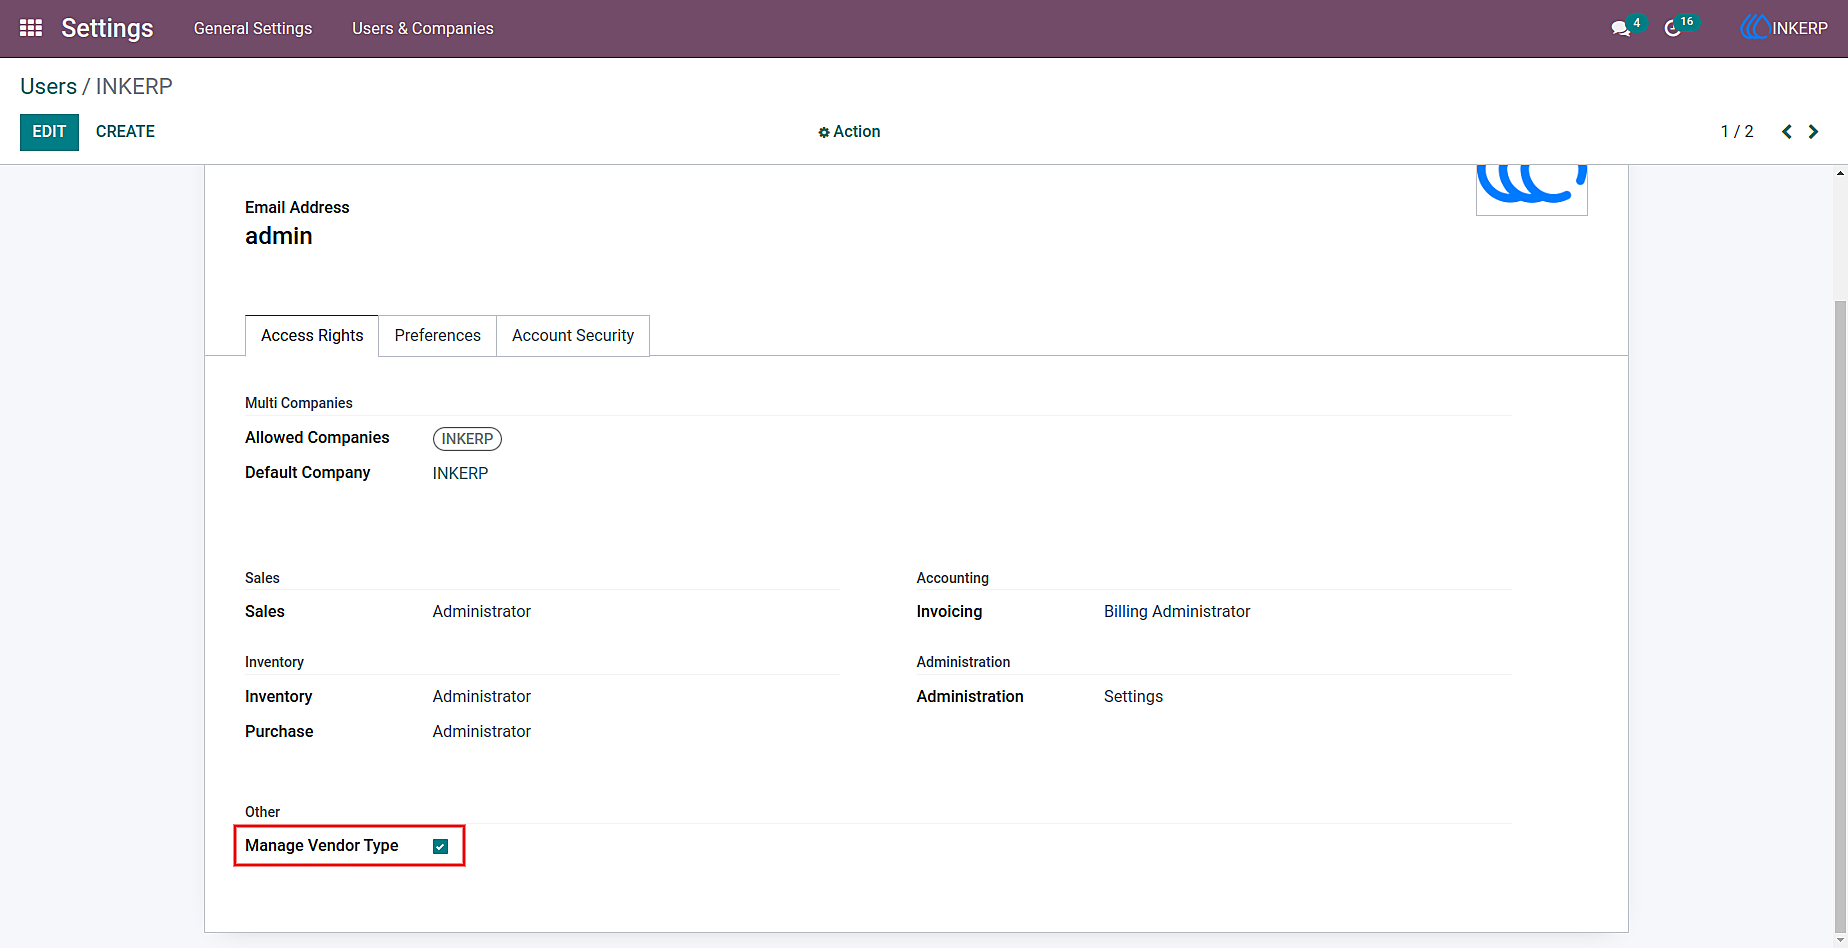 Settings General Settings Users & Companies 4 16 INKERP
Users / INKERP
EDIT CREATE Action 1 / 2
Email Address
admin
Access Rights Preferences Account Security
Multi Companies
Allowed Companies INKERP
Default Company INKERP
Sales Accounting
Sales Administrator Invoicing Billing Administrator
Inventory Administration
Inventory Administrator Administration Settings
Purchase Administrator
Other
Manage Vendor Type